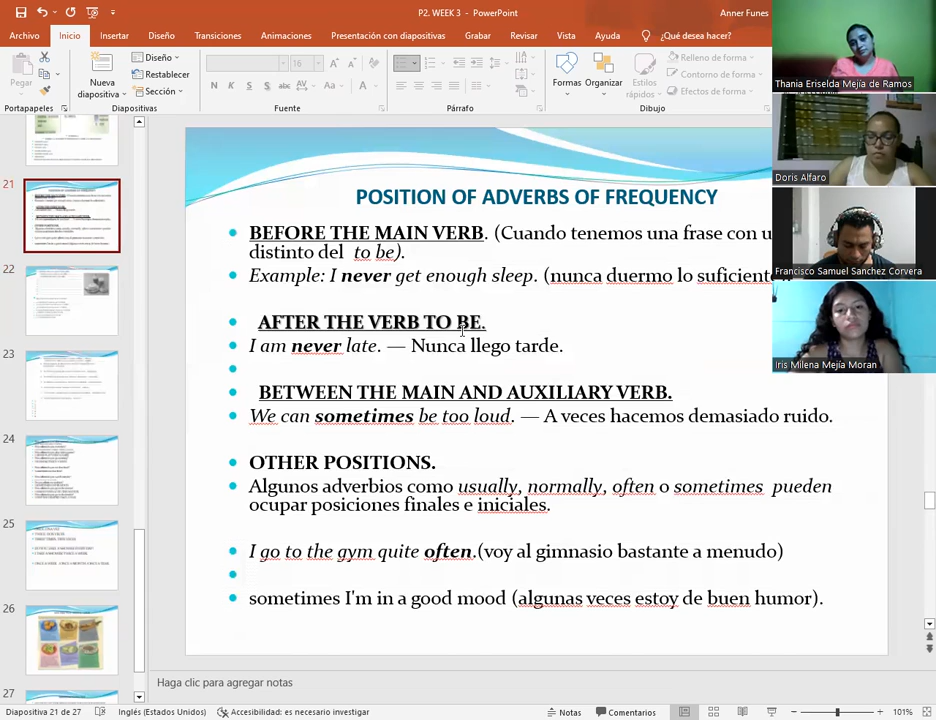 P2. WEEK 3 - PowerPoint
Anner Funes
Archivo
Inicio
Insertar
Diseño
Transiciones
Animaciones
Presentación con diapositivas
Grabar
Revisar
Vista
Ayuda
¿Qué desea hacer?
Pegar
Nueva
diapositiva
Diseño
Restablecer
Sección
16
N K S abc AV Aa A
Formas
Organizar
Estilos
rápidos
Relleno de forma
Contorno de forma
Efectos de forma
Portapapeles
Diapositivas
Fuente
Párrafo
Dibujo
Thania Eriselda Mejia de Ramos
Doris Alfaro
Francisco Samuel Sanchez Corvera
Iris Milena Mejía Moran
21
22
23
24
25
26
27
POSITION OF ADVERBS OF FREQUENCY
• BEFORE THE MAIN VERB. (Cuando tenemos una frase con u
distinto del to be).
• Example: I never get enough sleep. (nunca duermo lo suficiente
• AFTER THE VERB TO BE.
• I am never late. — Nunca llego tarde.
•
• BETWEEN THE MAIN AND AUXILIARY VERB.
• We can sometimes be too loud. — A veces hacemos demasiado ruido.
• OTHER POSITIONS.
• Algunos adverbios como usually, normally, often o sometimes pueden
ocupar posiciones finales e iniciales.
• I go to the gym quite often.(voy al gimnasio bastante a menudo)
•
• sometimes I'm in a good mood (algunas veces estoy de buen humor).
Haga clic para agregar notas
Diapositiva 21 de 27
Inglés (Estados Unidos)
Accesibilidad: es necesario investigar
Notas
Comentarios
101%